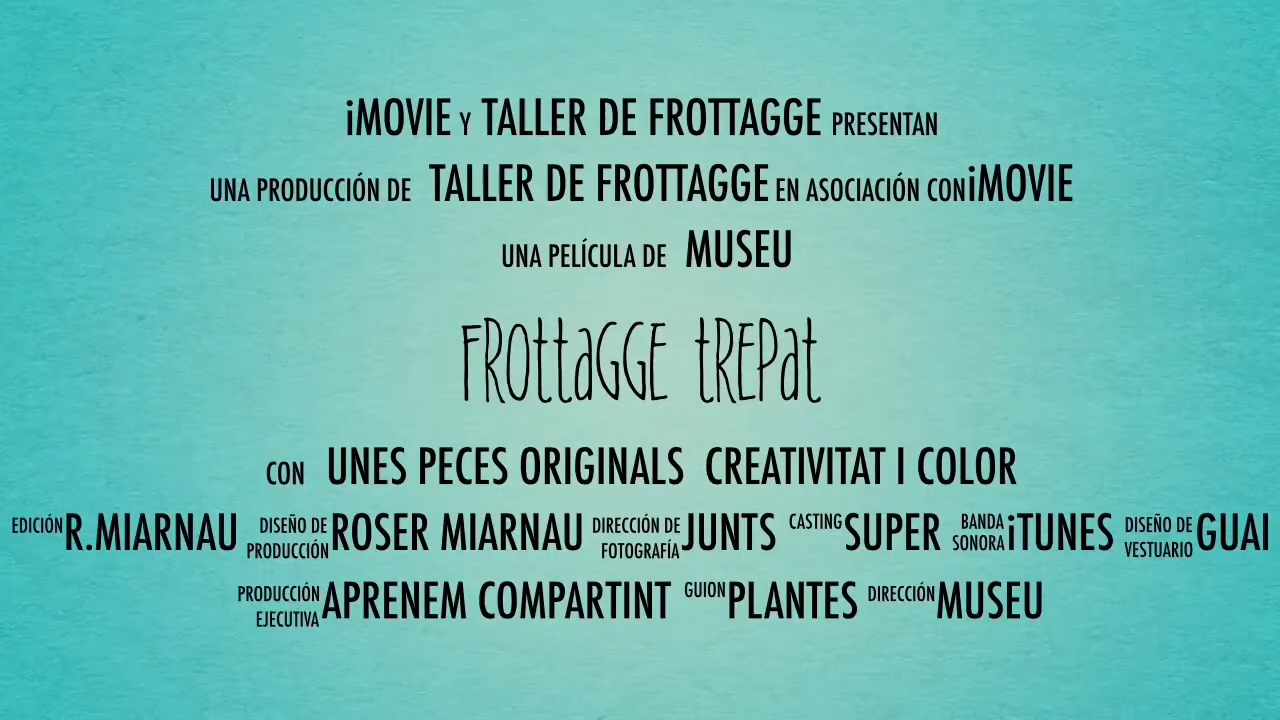 iMOVIE Y TALLER DE FROTTAGGE PRESENTAN
UNA PRODUCCIÓN DE TALLER DE FROTTAGGE EN ASOCIACIÓN CON iMOVIE
UNA PELÍCULA DE MUSEU
FROttaGGE tREPat
CON UNES PECES ORIGINALS CREATIVITAT I COLOR
EDICIÓN R.MIARNAU DISEÑO DE PRODUCCIÓN ROSER MIARNAU DIRECCIÓN DE FOTOGRAFÍA JUNTS CASTING SUPER BANDA SONORA iTUNES DISEÑO DE VESTUARIO GUAI
PRODUCCIÓN EJECUTIVA APRENEM COMPARTINT GUION PLANTES DIRECCIÓN MUSEU